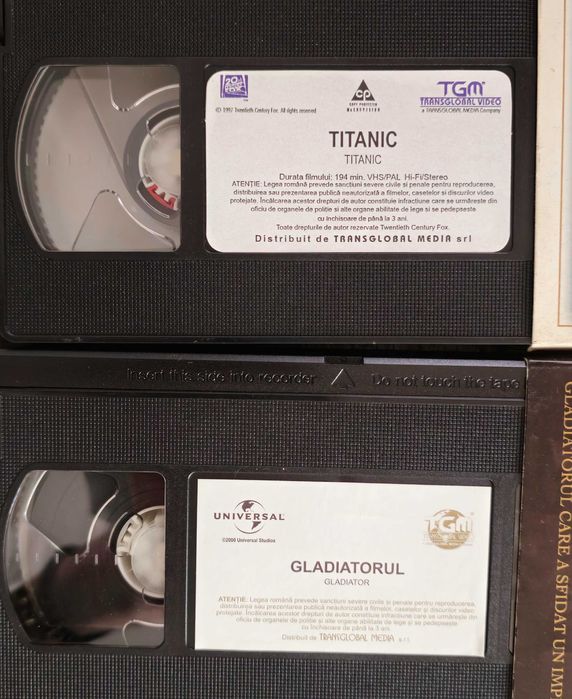 20
CENTURY
FOX
CP
COPY PROTECTED
MACROVISION
TGM
TRANSGLOBAL VIDEO
a TRANSGLOBAL MEDIA Company
© 1997 Twentieth Century Fox. All rights reserved
TITANIC
TITANIC
Durata filmului: 194 min. VHS/PAL Hi-Fi/Stereo
ATENȚIE: Legea română prevede sancțiuni severe civile și penale pentru reproducerea,
distribuirea sau prezentarea publică neautorizată a filmelor, casetelor și discurilor video
protejate. Încălcarea acestor drepturi de autor constituie infracțiune care se urmărește din
oficiu de organele de poliție și alte organe abilitate de lege și se pedepsește
cu închisoare de până la 3 ani.
Toate drepturile de autor rezervate Twentieth Century Fox.
Distribuit de TRANSGLOBAL MEDIA srl
Insert this side into recorder
Do not touch the tape
UNIVERSAL
©2000 Universal Studios
TGM
GLADIATORUL
GLADIATOR
ATENȚIE: Legea română prevede sancțiuni severe civile și penale pentru reproducerea,
distribuirea sau prezentarea publică neautorizată a filmelor, casetelor și discurilor video
protejate. Încălcarea acestor drepturi de autor constituie infracțiune care se urmărește din
oficiu de organele de poliție și alte organe abilitate de lege și se pedepsește
cu închisoare de până la 3 ani.
Distribuit de TRANSGLOBAL MEDIA s.r.l.
GLADIATORUL CARE A SFIDAT UN IMP